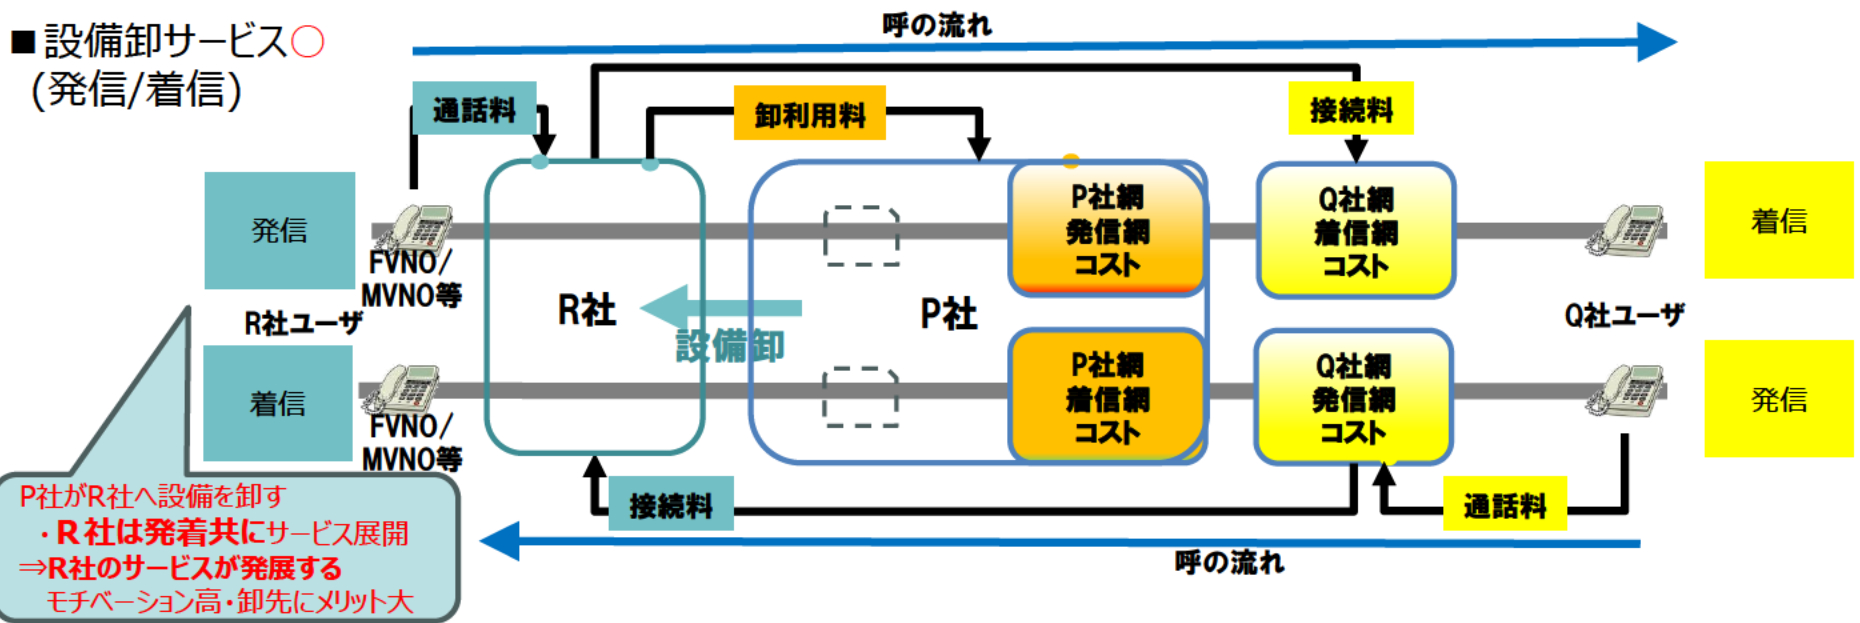 ■設備卸サービス○
(発信/着信)
呼の流れ
通話料
卸利用料
接続料
発信
FVNO/
MVNO等
R社ユーザ
着信
FVNO/
MVNO等
R社
設備卸
P社
P社網
発信網
コスト
P社網
着信網
コスト
Q社網
着信網
コスト
Q社網
発信網
コスト
着信
Q社ユーザ
発信
接続料
通話料
呼の流れ
P社がR社へ設備を卸す
・R社は発着共にサービス展開
⇒R社のサービスが発展する
モチベーション高・卸先にメリット大